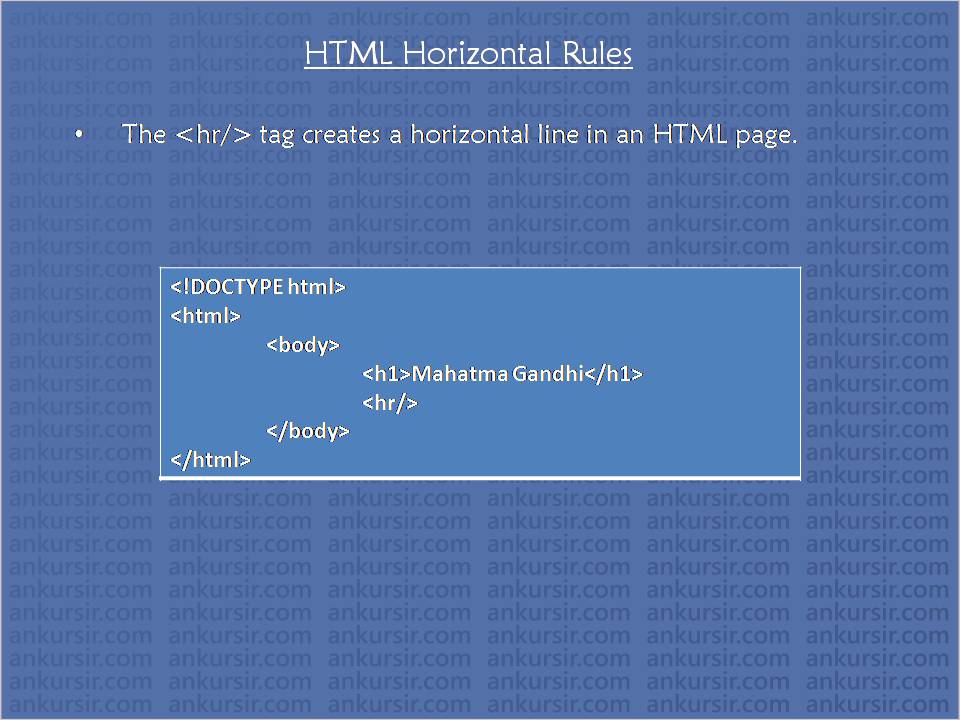 HTML Horizontal Rules
• The <hr/> tag creates a horizontal line in an HTML page.
<!DOCTYPE html>
<html>
<body>
<h1>Mahatma Gandhi</h1>
<hr/>
</body>
</html>
ankursir.com